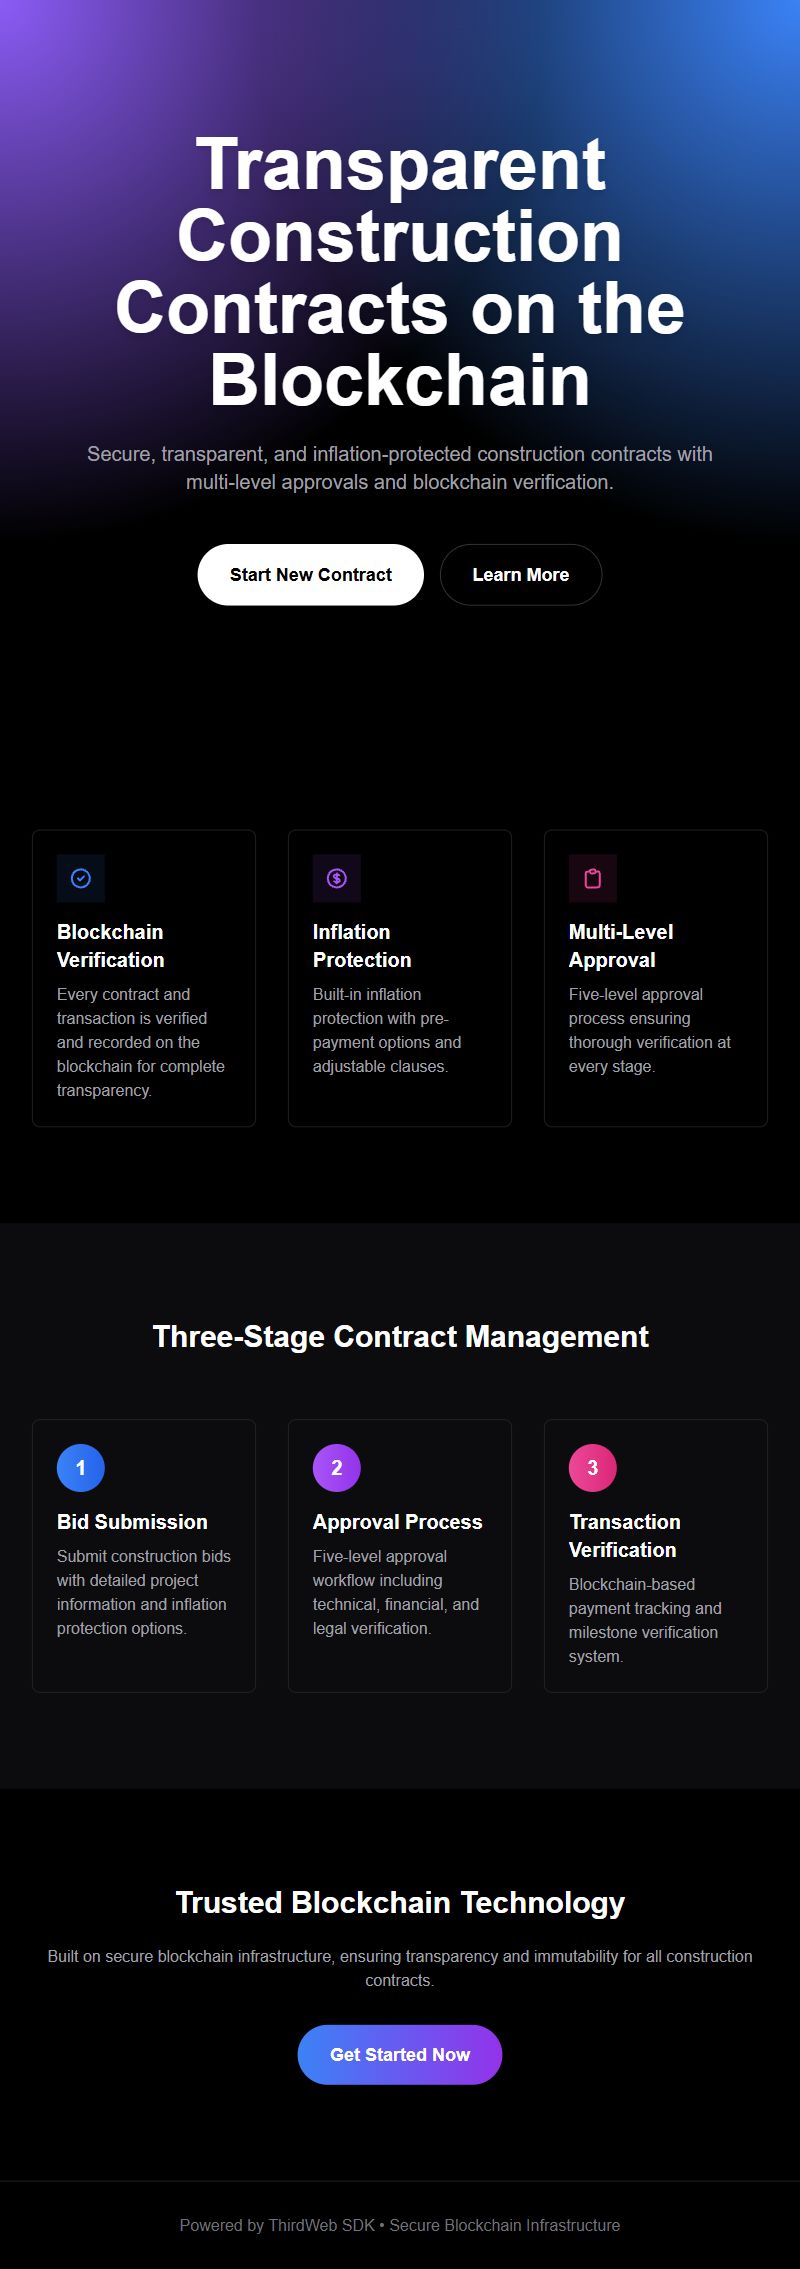 Transparent
Construction
Contracts on the
Blockchain
Secure, transparent, and inflation-protected construction contracts with
multi-level approvals and blockchain verification.
Start New Contract
Learn More
Blockchain
Verification
Every contract and
transaction is verified
and recorded on the
blockchain for complete
transparency.
Inflation
Protection
Built-in inflation
protection with pre-
payment options and
adjustable clauses.
Multi-Level
Approval
Five-level approval
process ensuring
thorough verification at
every stage.
Three-Stage Contract Management
1
Bid Submission
Submit construction bids
with detailed project
information and inflation
protection options.
2
Approval Process
Five-level approval
workflow including
technical, financial, and
legal verification.
3
Transaction
Verification
Blockchain-based
payment tracking and
milestone verification
system.
Trusted Blockchain Technology
Built on secure blockchain infrastructure, ensuring transparency and immutability for all construction
contracts.
Get Started Now
Powered by ThirdWeb SDK • Secure Blockchain Infrastructure